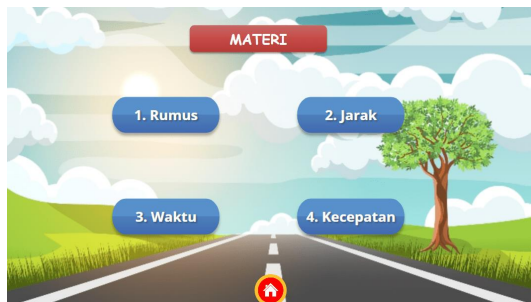 MATERI
1. Rumus
2. Jarak
3. Waktu
4. Kecepatan